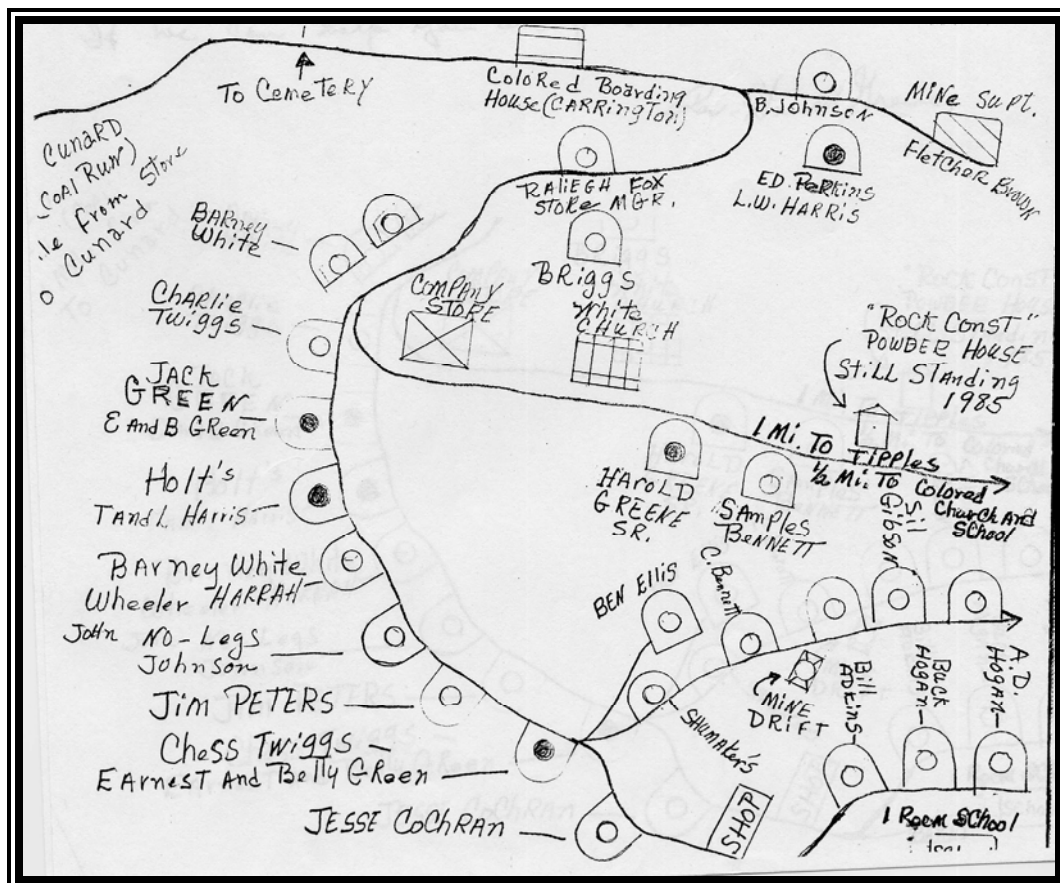 To Cemetery
Colored Boarding
House (Carrington)
B. Johnson
Mine Supt.
Fletcher Brown
Cunard
Coal Run)
le From
Store
o
Cunard
Raliegh Fox
Store Mgr.
Ed. Perkins
L.W. Harris
Barney
White
Briggs
White
Church
Company
Store
Charlie
Twiggs
"Rock Const"
Powder House
Still Standing
1985
Jack
Green
E And B Green
1 Mi. To Tipples
1/2 Mi. To Colored
Church And
School
Holt's
T and L Harris
Harold
Greene
Sr.
Samples
Bennett
Sil
Gibson
Barney White
Wheeler Harrah
Ben Ellis
C. Bennett
John No-Legs
Johnson
Jim Peters
Shumaker's
Mine
Drift
Bill
Adkins
Buck
Hogan
A.D.
Hogan
Chess Twiggs
Earnest And Betty Green
Jesse Cochran
Shop
1 Room School